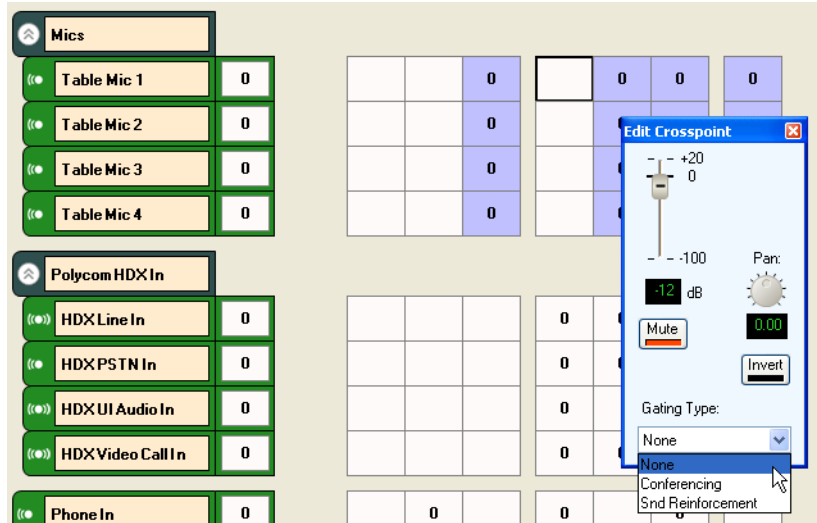 Mics
Table Mic 1 0 0 0 0 0
Table Mic 2 0 0
Table Mic 3 0 0
Table Mic 4 0 0
Polycom HDX In
HDX Line In 0 0
HDX PSTN In 0 0
HDX UI Audio In 0 0
HDX Video Call In 0 0
Phone In 0 0 0
Edit Crosspoint
+20
0
-100
Pan:
-12 dB
0.00
Mute
Invert
Gating Type:
None
None
Conferencing
Snd Reinforcement